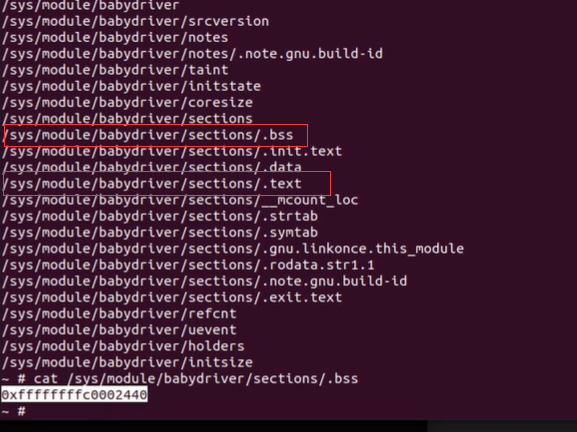 /sys/module/babydriver
/sys/module/babydriver/srcversion
/sys/module/babydriver/notes
/sys/module/babydriver/notes/.note.gnu.build-id
/sys/module/babydriver/taint
/sys/module/babydriver/initstate
/sys/module/babydriver/coresize
/sys/module/babydriver/sections
/sys/module/babydriver/sections/.bss
/sys/module/babydriver/sections/.init.text
/sys/module/babydriver/sections/.data
/sys/module/babydriver/sections/.text
/sys/module/babydriver/sections/__mcount_loc
/sys/module/babydriver/sections/.strtab
/sys/module/babydriver/sections/.symtab
/sys/module/babydriver/sections/.gnu.linkonce.this_module
/sys/module/babydriver/sections/.rodata.str1.1
/sys/module/babydriver/sections/.note.gnu.build-id
/sys/module/babydriver/sections/.exit.text
/sys/module/babydriver/refcnt
/sys/module/babydriver/uevent
/sys/module/babydriver/holders
/sys/module/babydriver/initsize
~ # cat /sys/module/babydriver/sections/.bss
0xffffffffc0002440
~ #